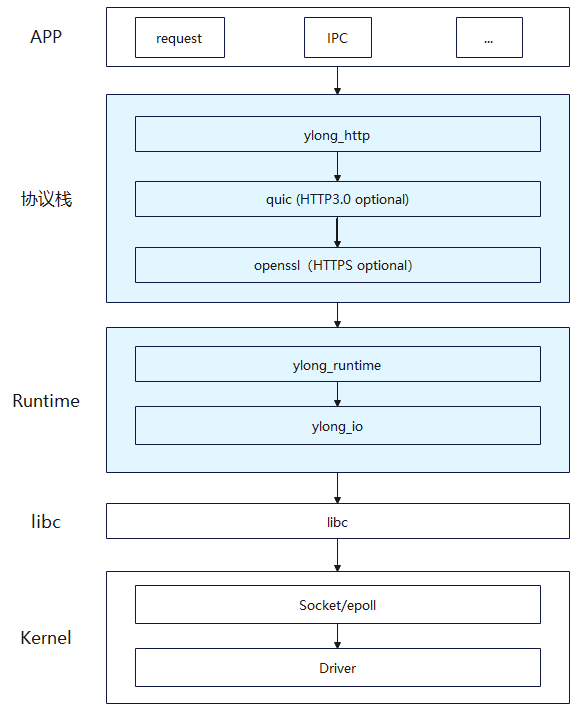 APP
request
IPC
...
协议栈
ylong_http
quic (HTTP3.0 optional)
openssl（HTTPS optional）
Runtime
ylong_runtime
ylong_io
libc
libc
Kernel
Socket/epoll
Driver